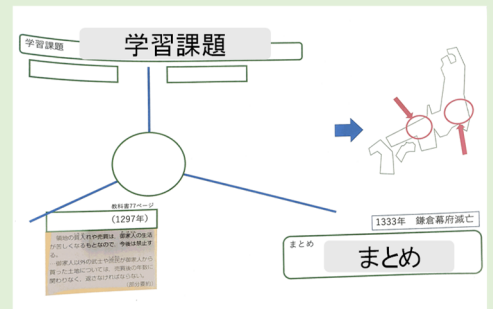 学習課題
学習課題
教科書77ページ
(1297年)
領地の質入れや売買は、御家人の生活
が苦しくなるもとなので、今後は禁止す
る。
御家人以外の武士や庶民が御家人から
買った土地については、売買後の年数に
関わりなく、返さなければならない。
(部分要約)
1333年 鎌倉幕府滅亡
まとめ
まとめ